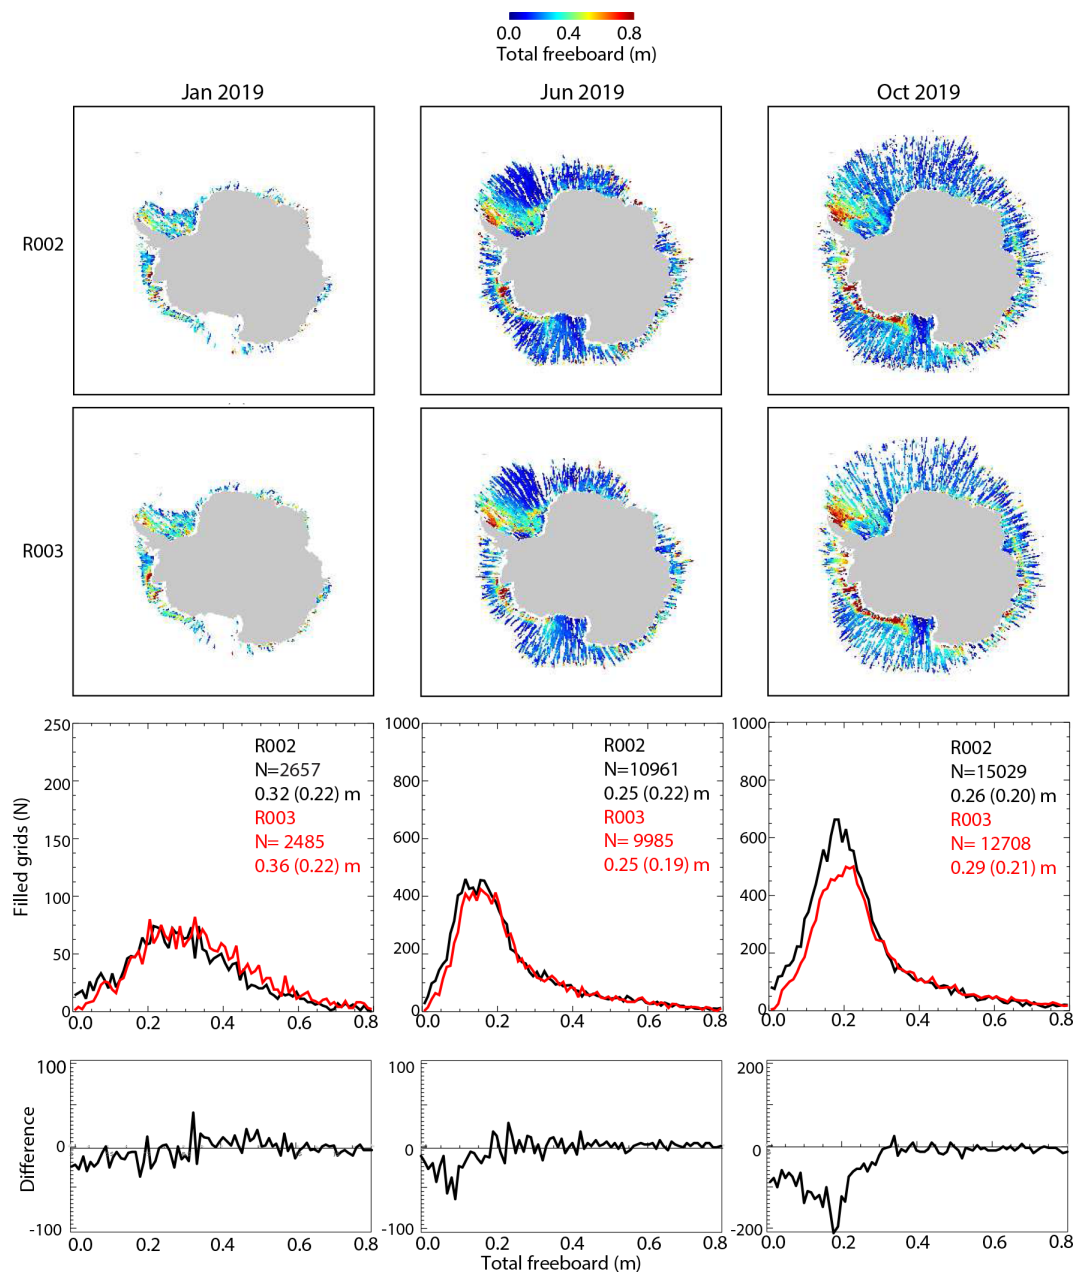 0.0 0.4 0.8
Total freeboard (m)
Jan 2019 Jun 2019 Oct 2019
R002
R003
250
200
150
100
50
0
Filled grids (N)
R002
N=2657
0.32 (0.22) m
R003
N= 2485
0.36 (0.22) m
0.0 0.2 0.4 0.6 0.8
1000
800
600
400
200
0
R002
N=10961
0.25 (0.22) m
R003
N= 9985
0.25 (0.19) m
0.0 0.2 0.4 0.6 0.8
1000
800
600
400
200
0
R002
N=15029
0.26 (0.20) m
R003
N= 12708
0.29 (0.21) m
0.0 0.2 0.4 0.6 0.8
100
0
-100
Difference
0.0 0.2 0.4 0.6 0.8
100
0
-100
0.0 0.2 0.4 0.6 0.8
200
0
-200
0.0 0.2 0.4 0.6 0.8
Total freeboard (m)